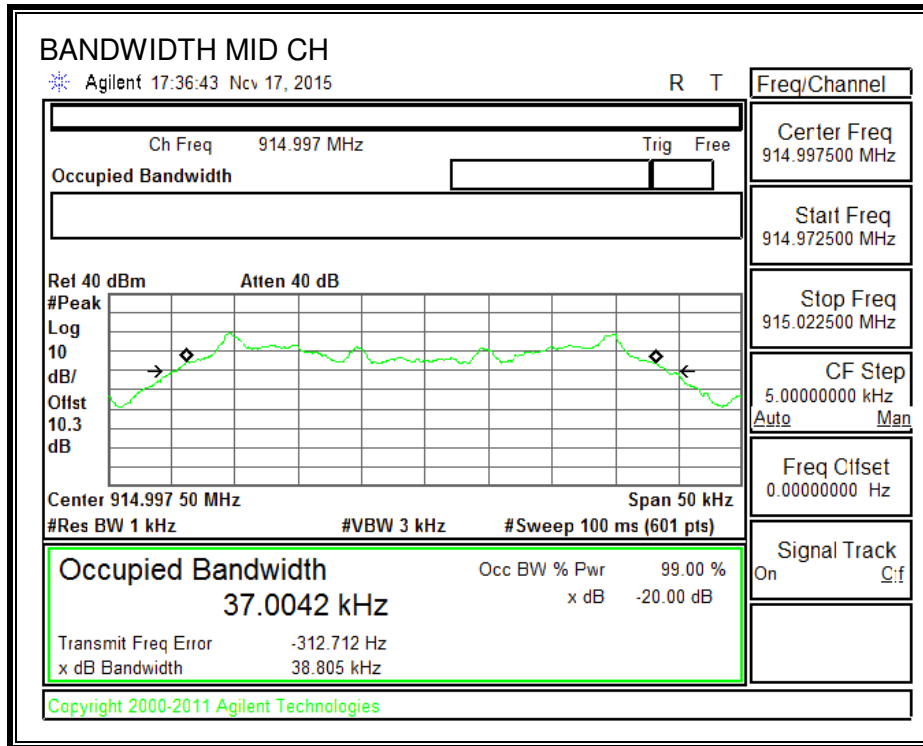 BANDWIDTH MID CH
Agilent 17:36:43 Nov 17, 2015 R T
Freq/Channel
Ch Freq 914.997 MHz Trig Free
Occupied Bandwidth
Center Freq
914.997500 MHz
Start Freq
914.972500 MHz
Stop Freq
915.022500 MHz
CF Step
5.00000000 kHz
Auto Man
Freq Offset
0.00000000 Hz
Signal Track
On Off
Ref 40 dBm Atten 40 dB
#Peak
Log
10
dB/
Offst
10.3
dB
Center 914.997 50 MHz Span 50 kHz
#Res BW 1 kHz #VBW 3 kHz #Sweep 100 ms (601 pts)
Occupied Bandwidth Occ BW % Pwr 99.00 %
37.0042 kHz x dB -20.00 dB
Transmit Freq Error -312.712 Hz
x dB Bandwidth 38.805 kHz
Copyright 2000-2011 Agilent Technologies